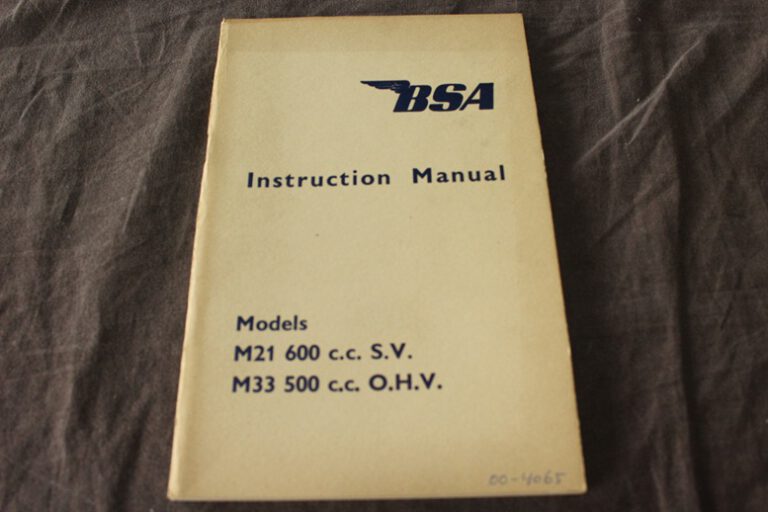 BSA
Instruction Manual
Models
M21 600 c.c. S.V.
M33 500 c.c. O.H.V.
00-4065